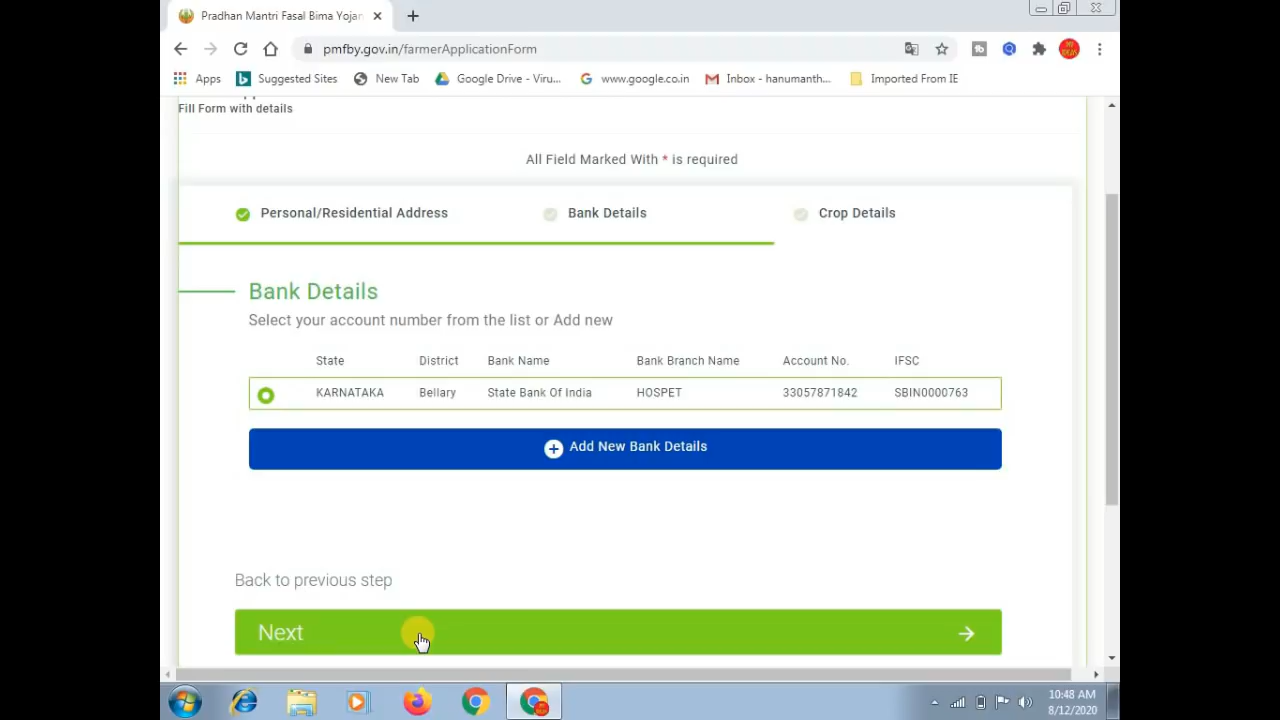 Pradhan Mantri Fasal Bima Yojan
pmfby.gov.in/farmerApplicationForm
Apps
Suggested Sites
New Tab
Google Drive - Viru...
www.google.co.in
Inbox - hanumanth...
Imported From IE
Fill Form with details
All Field Marked With * is required
Personal/Residential Address
Bank Details
Crop Details
Bank Details
Select your account number from the list or Add new
State District Bank Name Bank Branch Name Account No. IFSC
KARNATAKA Bellary State Bank Of India HOSPET 33057871842 SBIN0000763
Add New Bank Details
Back to previous step
Next
10:48 AM
8/12/2020